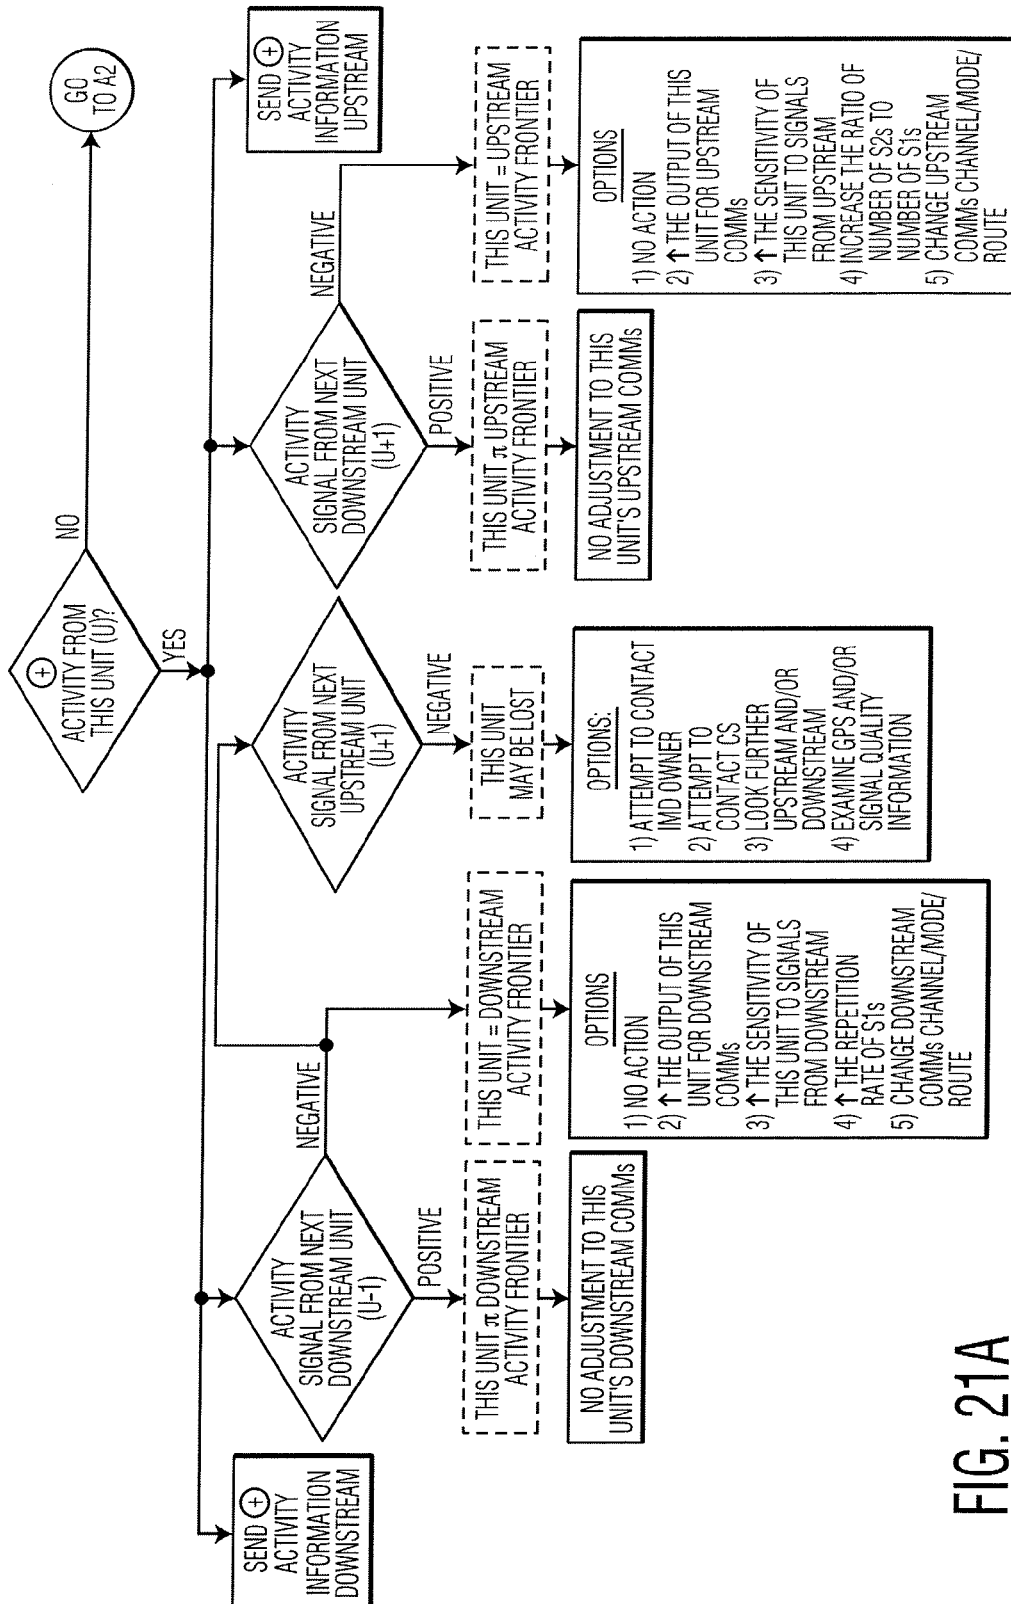 ⊕
ACTIVITY FROM
THIS UNIT (U)?
NO
GO
TO A2
YES
SEND ⊕
ACTIVITY
INFORMATION
DOWNSTREAM
ACTIVITY
SIGNAL FROM NEXT
DOWNSTREAM UNIT
(U-1)
NEGATIVE
POSITIVE
THIS UNIT π DOWNSTREAM
ACTIVITY FRONTIER
NO ADJUSTMENT TO THIS
UNIT'S DOWNSTREAM COMMs
THIS UNIT = DOWNSTREAM
ACTIVITY FRONTIER
OPTIONS
1) NO ACTION
2) ↑ THE OUTPUT OF THIS
UNIT FOR DOWNSTREAM
COMMs
3) ↑ THE SENSITIVITY OF
THIS UNIT TO SIGNALS
FROM DOWNSTREAM
4) ↑ THE REPETITION
RATE OF S1s
5) CHANGE DOWNSTREAM
COMMs CHANNEL/MODE/
ROUTE
ACTIVITY
SIGNAL FROM NEXT
UPSTREAM UNIT
(U+1)
NEGATIVE
THIS UNIT
MAY BE LOST
OPTIONS:
1) ATTEMPT TO CONTACT
IMD OWNER
2) ATTEMPT TO
CONTACT CS
3) LOOK FURTHER
UPSTREAM AND/OR
DOWNSTREAM
4) EXAMINE GPS AND/OR
SIGNAL QUALITY
INFORMATION
ACTIVITY
SIGNAL FROM NEXT
DOWNSTREAM UNIT
(U+1)
NEGATIVE
POSITIVE
THIS UNIT π UPSTREAM
ACTIVITY FRONTIER
NO ADJUSTMENT TO THIS
UNIT'S UPSTREAM COMMs
THIS UNIT = UPSTREAM
ACTIVITY FRONTIER
OPTIONS
1) NO ACTION
2) ↑ THE OUTPUT OF THIS
UNIT FOR UPSTREAM
COMMs
3) ↑ THE SENSITIVITY OF
THIS UNIT TO SIGNALS
FROM UPSTREAM
4) INCREASE THE RATIO OF
NUMBER OF S2s TO
NUMBER OF S1s
5) CHANGE UPSTREAM
COMMs CHANNEL/MODE/
ROUTE
SEND ⊕
ACTIVITY
INFORMATION
UPSTREAM
FIG. 21A